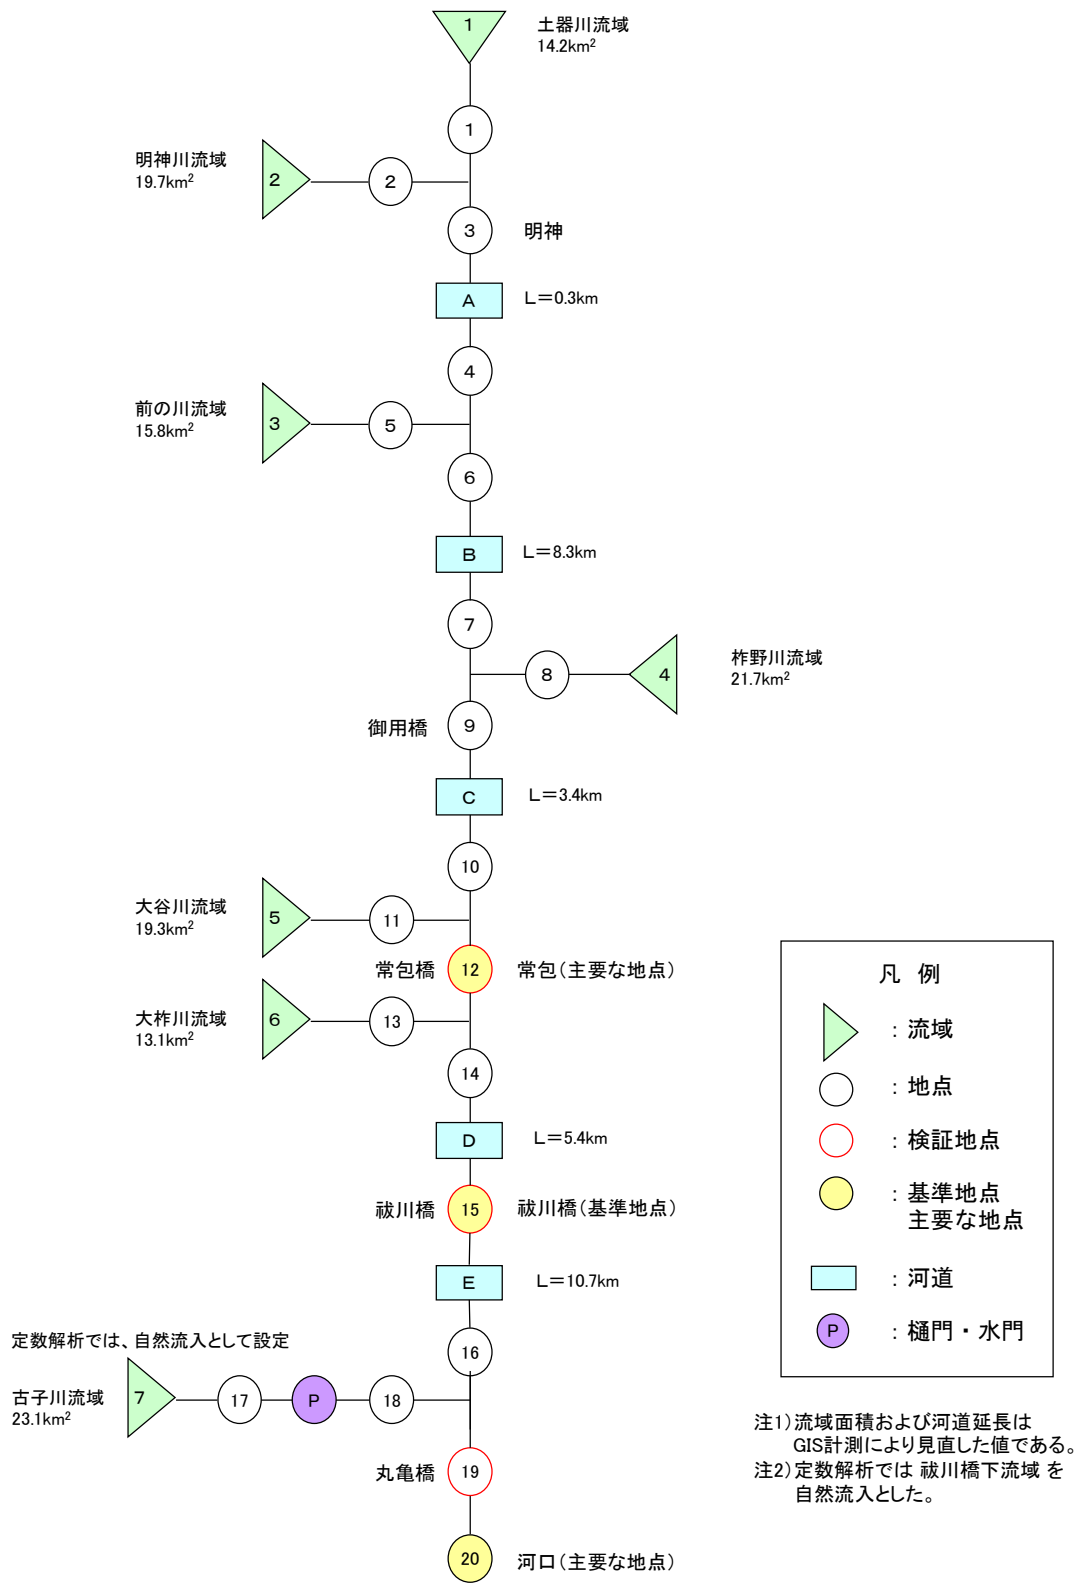 1
土器川流域
14.2km²
1
明神川流域
19.7km²
2
2
3
明神
A
L=0.3km
4
前の川流域
15.8km²
3
5
6
B
L=8.3km
7
8
4
柞野川流域
21.7km²
御用橋
9
C
L=3.4km
10
大谷川流域
19.3km²
5
11
常包橋
12
常包(主要な地点)
大柞川流域
13.1km²
6
13
14
D
L=5.4km
祓川橋
15
祓川橋(基準地点)
E
L=10.7km
16
定数解析では、自然流入として設定
古子川流域
23.1km²
7
17
P
18
丸亀橋
19
20
河口(主要な地点)
凡 例
:流域
:地点
:検証地点
:基準地点
主要な地点
:河道
P
:樋門・水門
注1)流域面積および河道延長は
GIS計測により見直した値である。
注2)定数解析では 祓川橋下流域 を
自然流入とした。